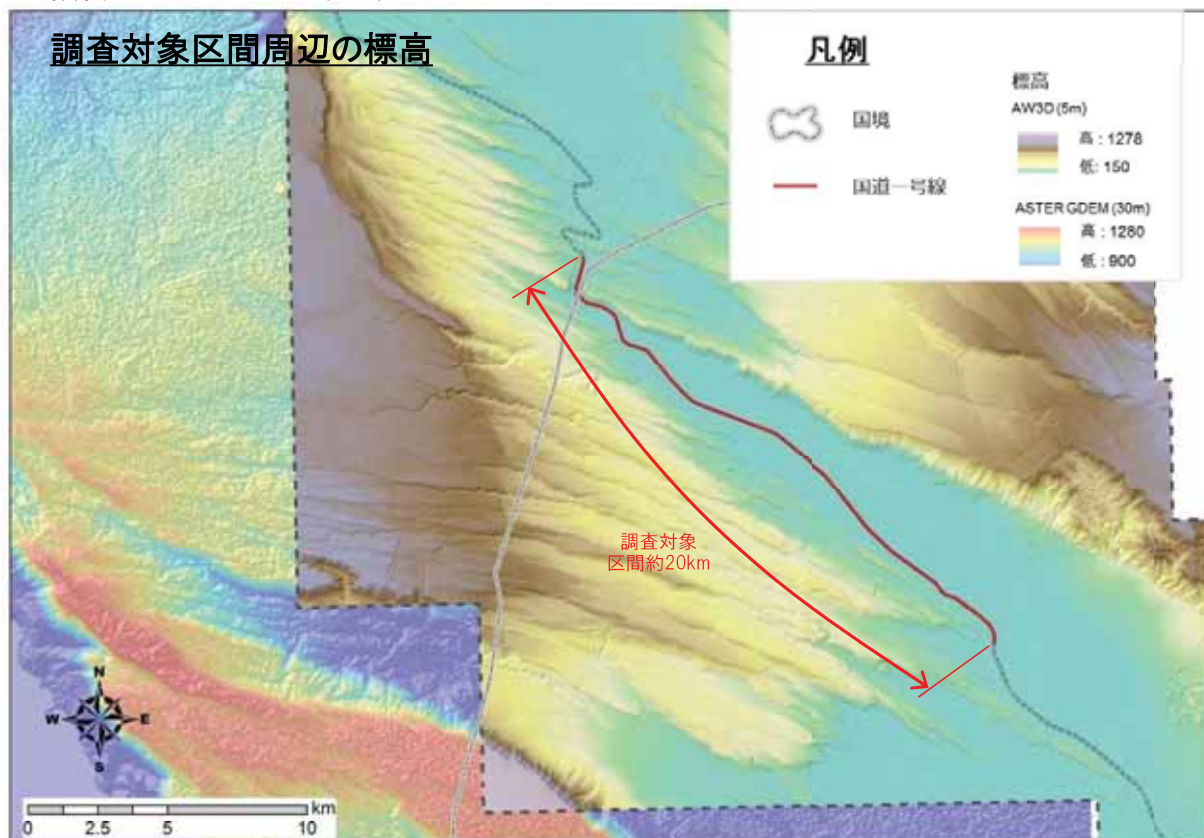 調査対象区間周辺の標高
凡例
国境
国道一号線
標高
AW3D (5m)
高 : 1278
低: 150
ASTER GDEM (30m)
高 : 1280
低 : 900
調査対象
区間約20km
N
W E
S
km
0 2.5 5 10